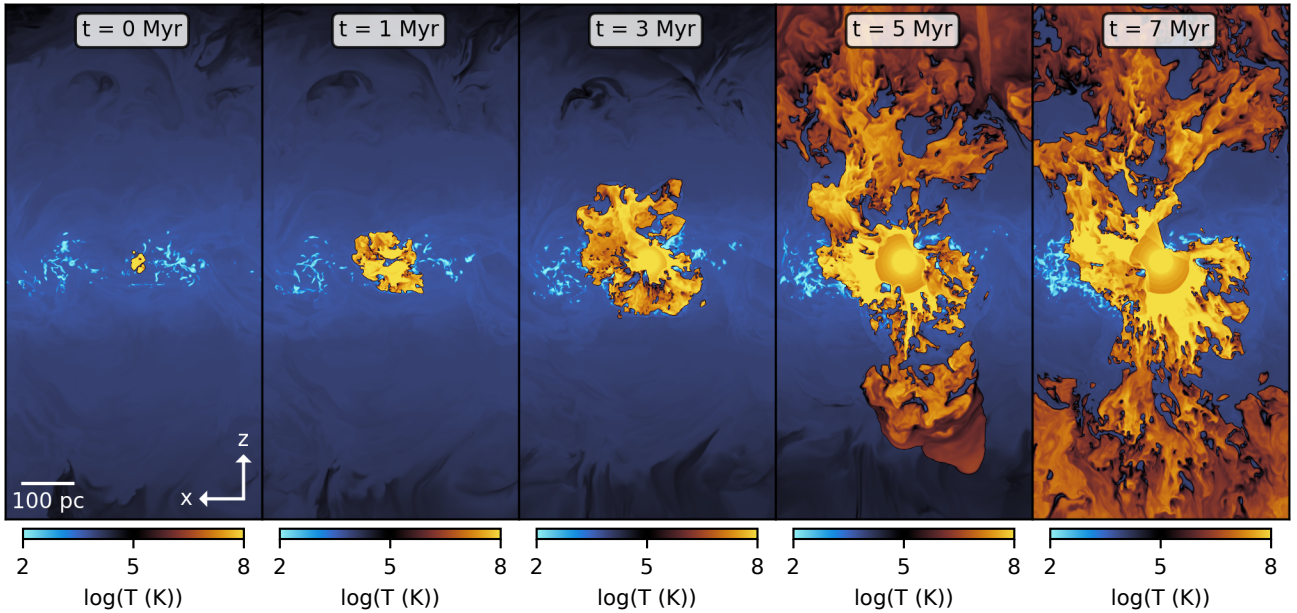 t = 0 Myr
t = 1 Myr
t = 3 Myr
t = 5 Myr
t = 7 Myr
z
x
100 pc
2 5 8
2 5 8
2 5 8
2 5 8
2 5 8
log(T (K))
log(T (K))
log(T (K))
log(T (K))
log(T (K))